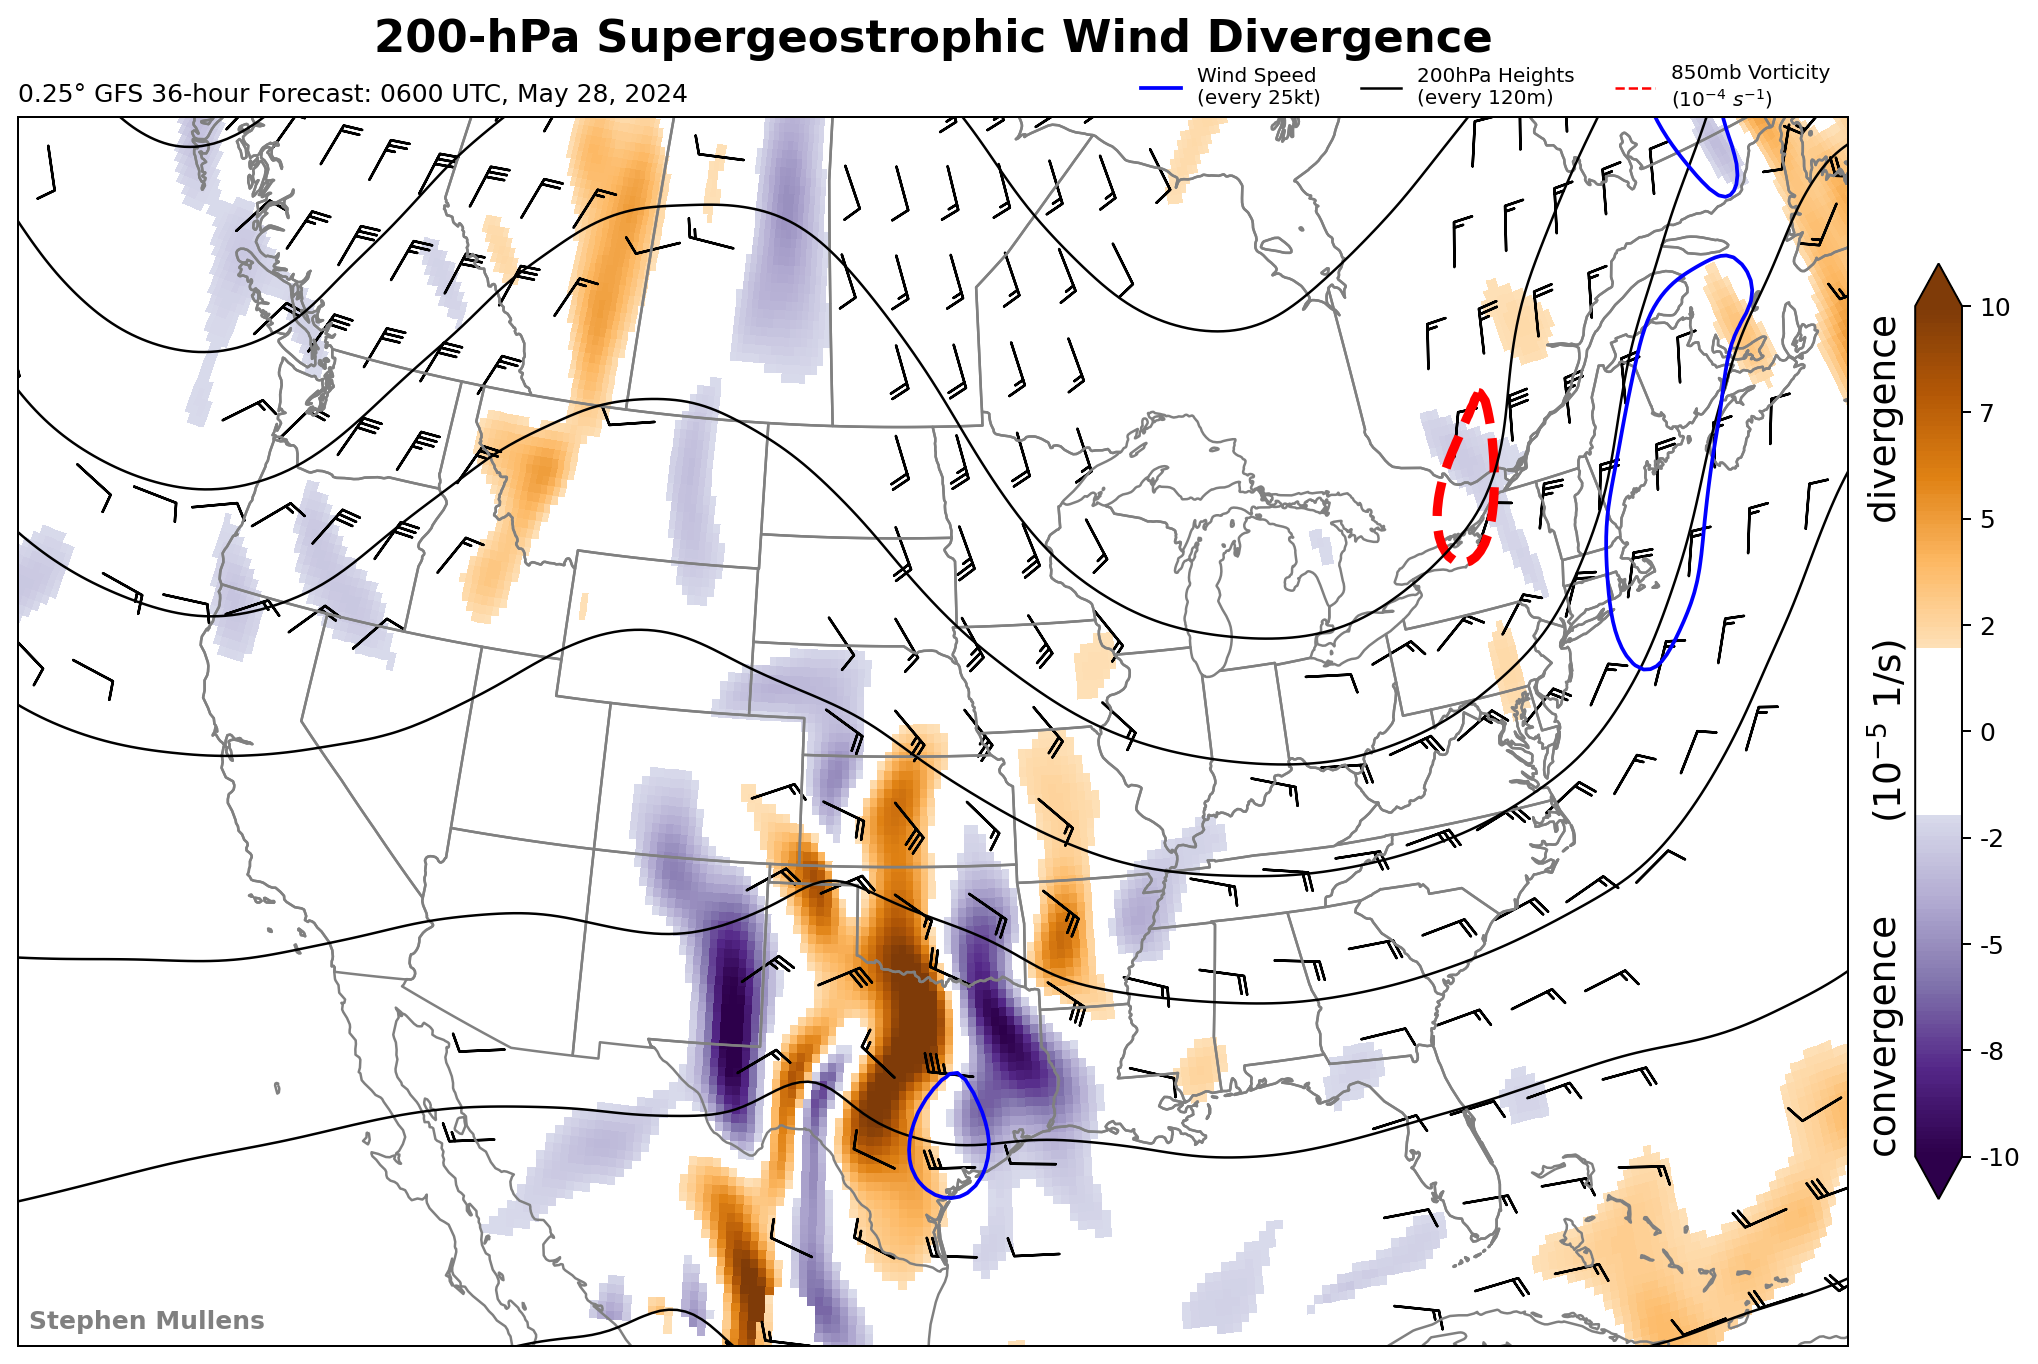 200-hPa Supergeostrophic Wind Divergence
0.25° GFS 36-hour Forecast: 0600 UTC, May 28, 2024
Wind Speed
(every 25kt)
200hPa Heights
(every 120m)
850mb Vorticity
(10⁻⁴ s⁻¹)
10
7
5
2
0
-2
-5
-8
-10
convergence (10⁻⁵ 1/s) divergence
Stephen Mullens